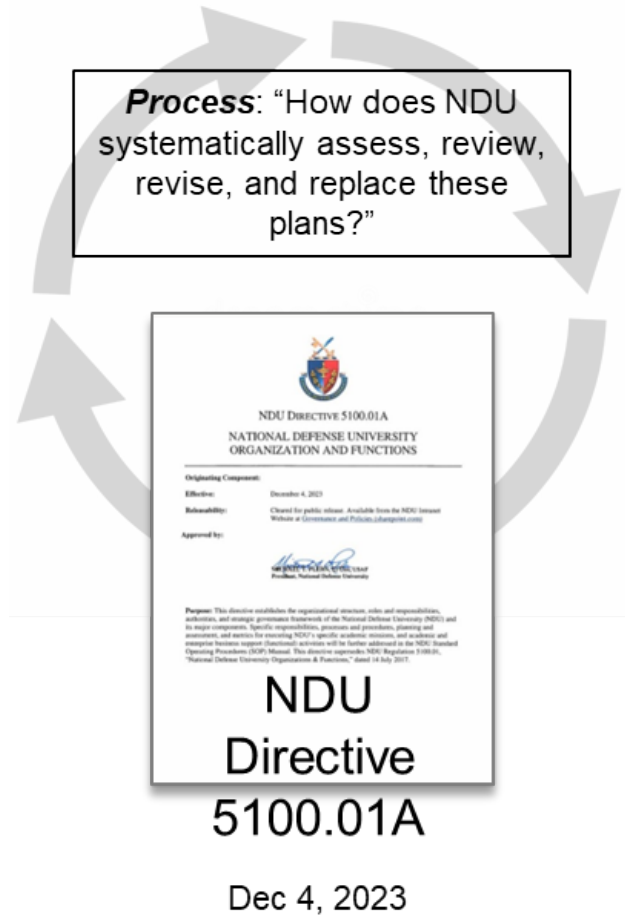 Process: “How does NDU
systematically assess, review,
revise, and replace these
plans?”
NDU DIRECTIVE 5100.01A
NATIONAL DEFENSE UNIVERSITY
ORGANIZATION AND FUNCTIONS
Originating Component:
Effective: December 4, 2023
Releasability: Cleared for public release. Available from the NDU Intranet
Website at Governance and Policies (sharepoint.com)
Approved by:
President, National Defense University
Purpose: This directive establishes the organizational structure, roles and responsibilities,
authorities, and strategic governance framework of the National Defense University (NDU) and
its major components. Specific responsibilities, processes and procedures, planning and
assessment, and metrics for executing NDU's specific academic missions, and academic and
enterprise business support (functional) activities will be further addressed in the NDU Standard
Operating Procedures (SOP) Manual. This directive supersedes NDU Regulation 5100.01,
"National Defense University Organizations & Functions," dated 14 July 2017.
NDU
Directive
5100.01A
Dec 4, 2023